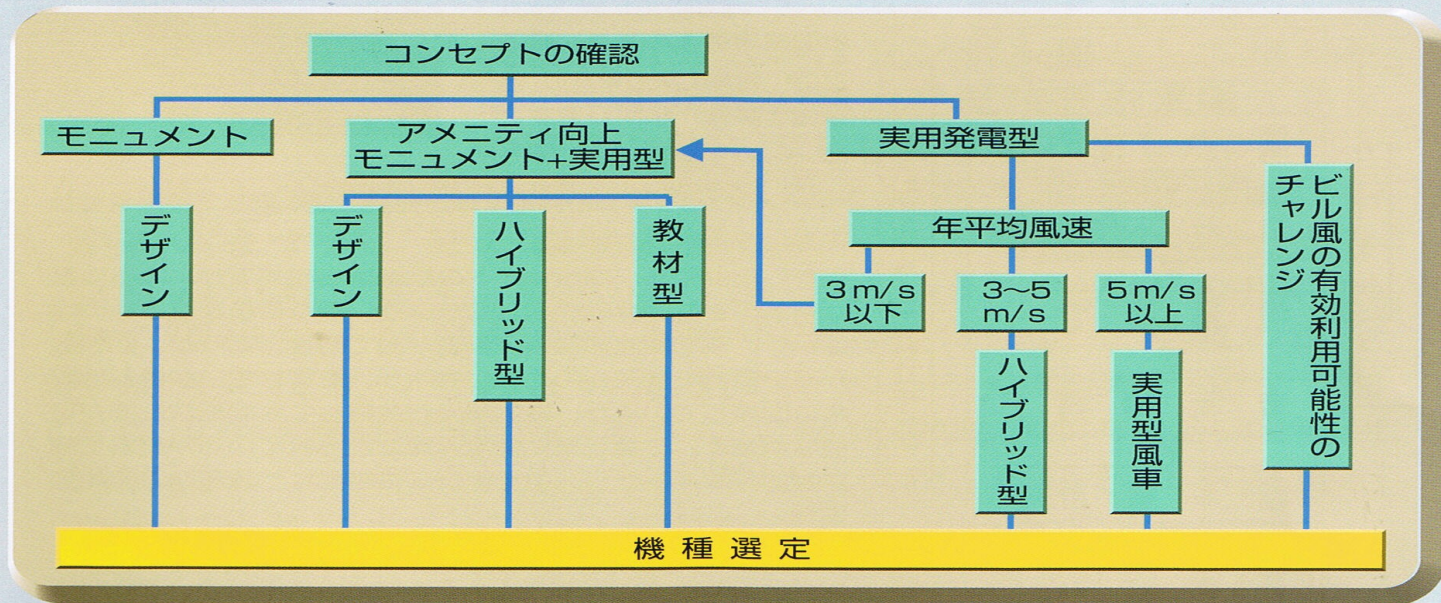 コンセプトの確認
モニュメント
アメニティ向上
モニュメント+実用型
実用発電型
デザイン
デザイン
ハイブリッド型
教材型
年平均風速
3m/s
以下
3〜5
m/s
5m/s
以上
ハイブリッド型
実用型風車
ビル風の有効利用可能性の
チャレンジ
機種選定